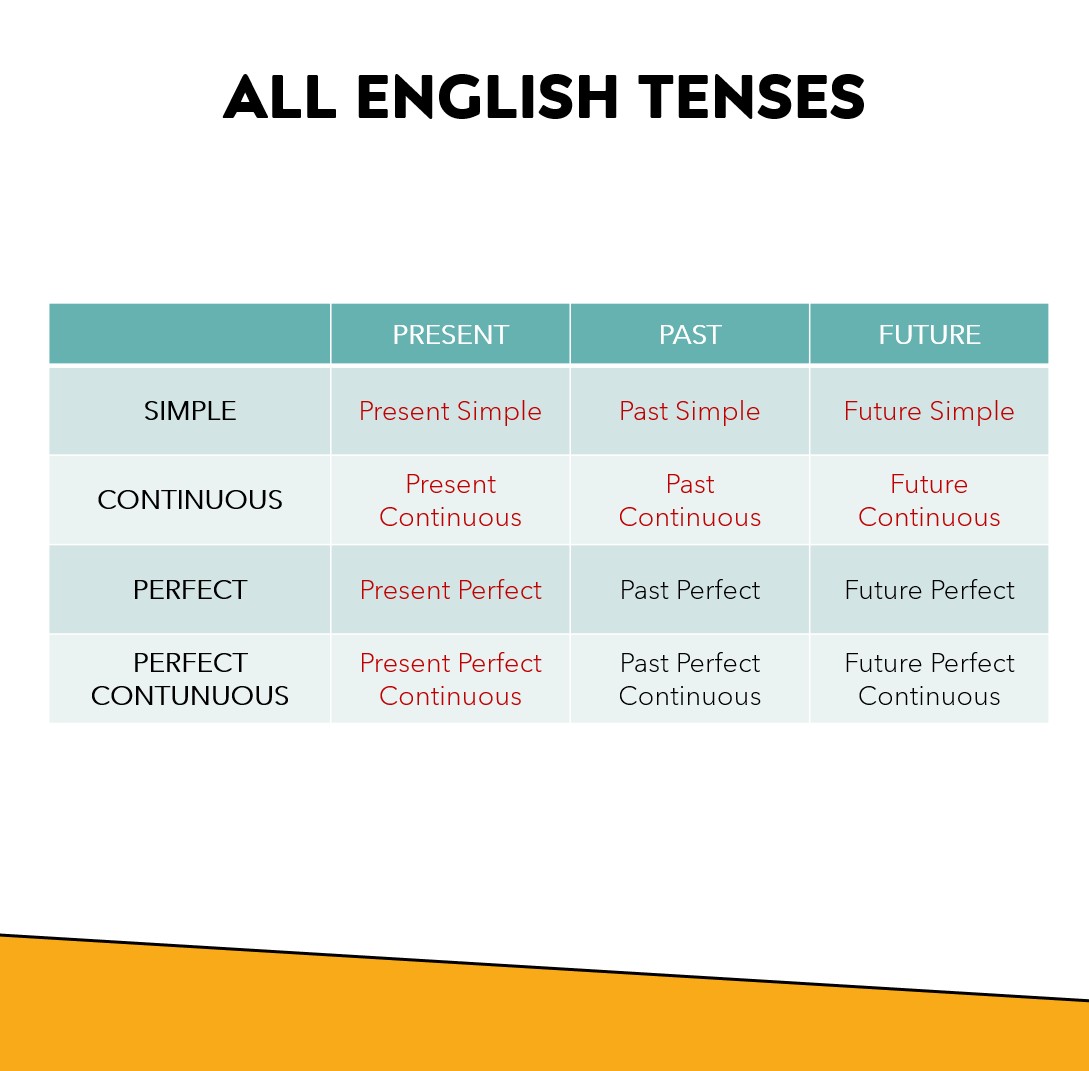 ALL ENGLISH TENSES
PRESENT PAST FUTURE
SIMPLE Present Simple Past Simple Future Simple
CONTINUOUS Present Continuous Past Continuous Future Continuous
PERFECT Present Perfect Past Perfect Future Perfect
PERFECT CONTUNUOUS Present Perfect Continuous Past Perfect Continuous Future Perfect Continuous